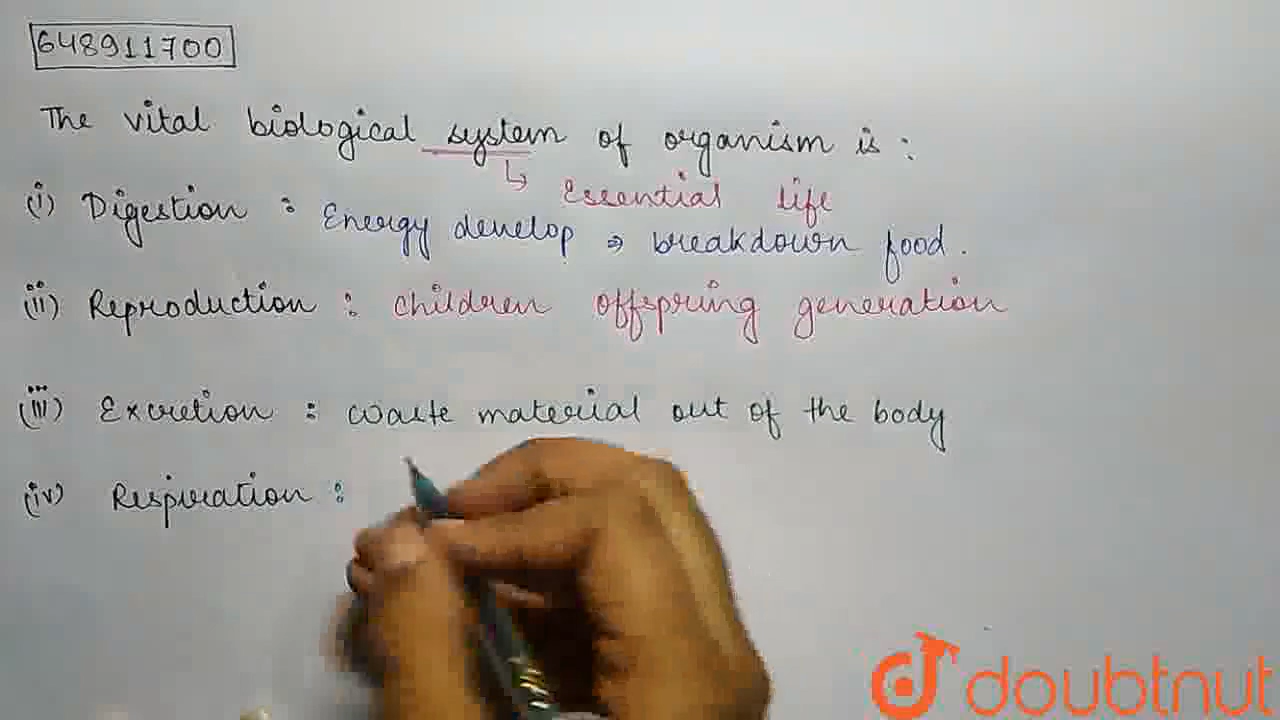 648911700
The vital biological system of organism is :
↳ Essential life
(i) Digestion : Energy develop ⇒ breakdown food.
(ii) Reproduction : children offspring generation
(iii) Excretion : waste material out of the body
(iv) Respiration :
doubtnut